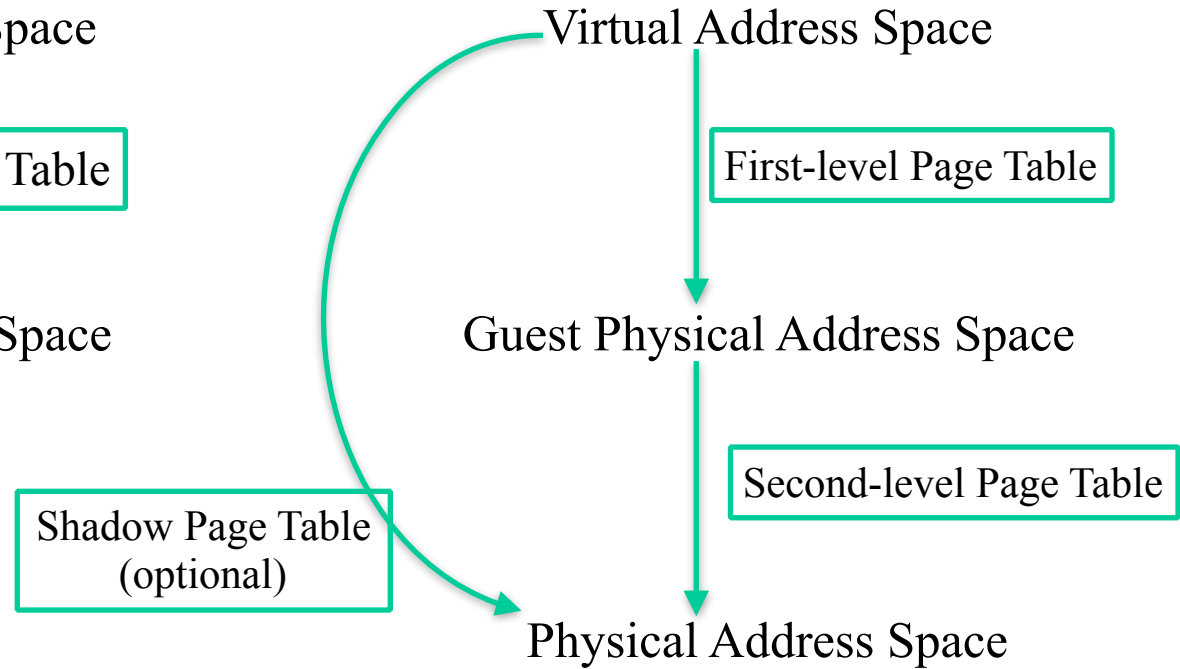 Space
Virtual Address Space
Table
First-level Page Table
Space
Guest Physical Address Space
Second-level Page Table
Shadow Page Table
(optional)
Physical Address Space